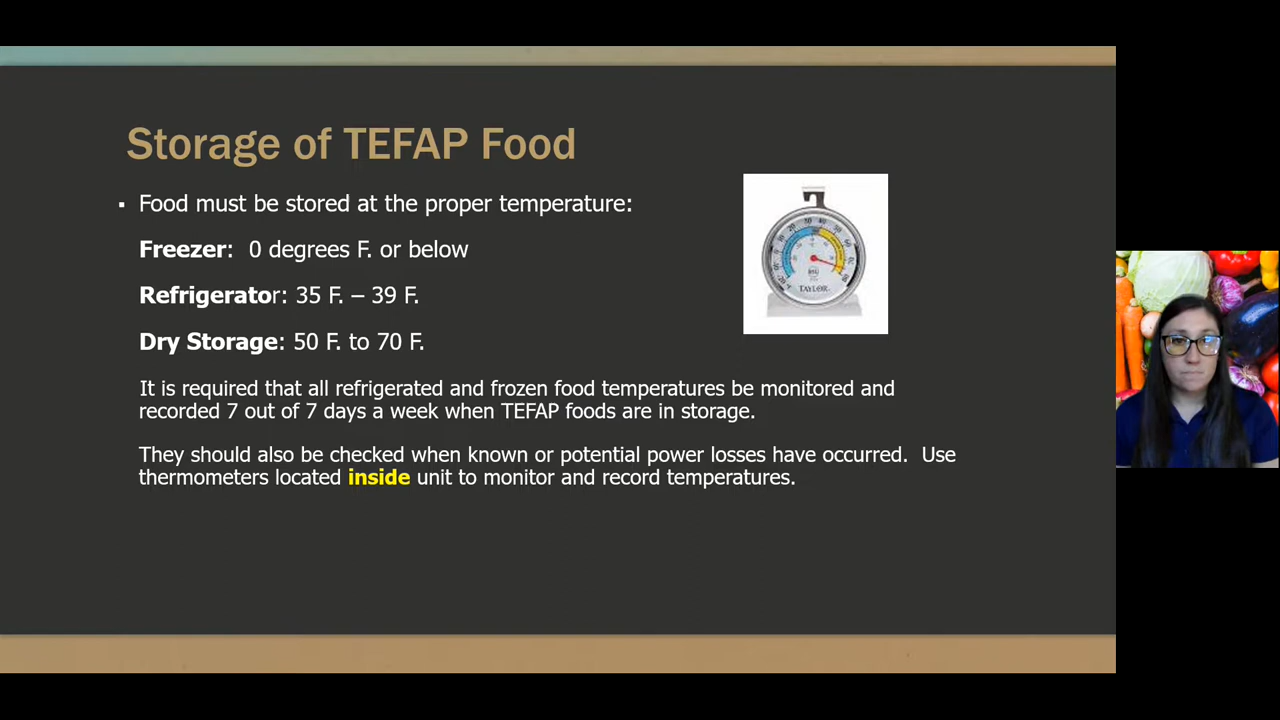 Storage of TEFAP Food
▪ Food must be stored at the proper temperature:
Freezer: 0 degrees F. or below
Refrigerator: 35 F. – 39 F.
Dry Storage: 50 F. to 70 F.
It is required that all refrigerated and frozen food temperatures be monitored and
recorded 7 out of 7 days a week when TEFAP foods are in storage.
They should also be checked when known or potential power losses have occurred. Use
thermometers located inside unit to monitor and record temperatures.
TAYLOR